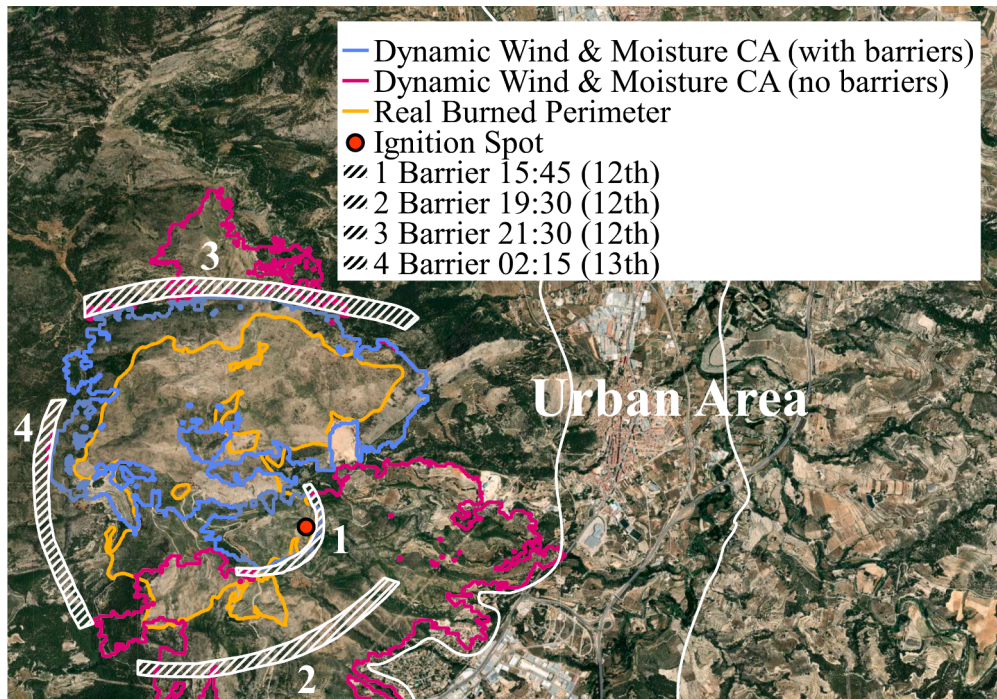 Dynamic Wind & Moisture CA (with barriers)
Dynamic Wind & Moisture CA (no barriers)
Real Burned Perimeter
Ignition Spot
1 Barrier 15:45 (12th)
2 Barrier 19:30 (12th)
3 Barrier 21:30 (12th)
4 Barrier 02:15 (13th)
3
Urban Area
4
1
2